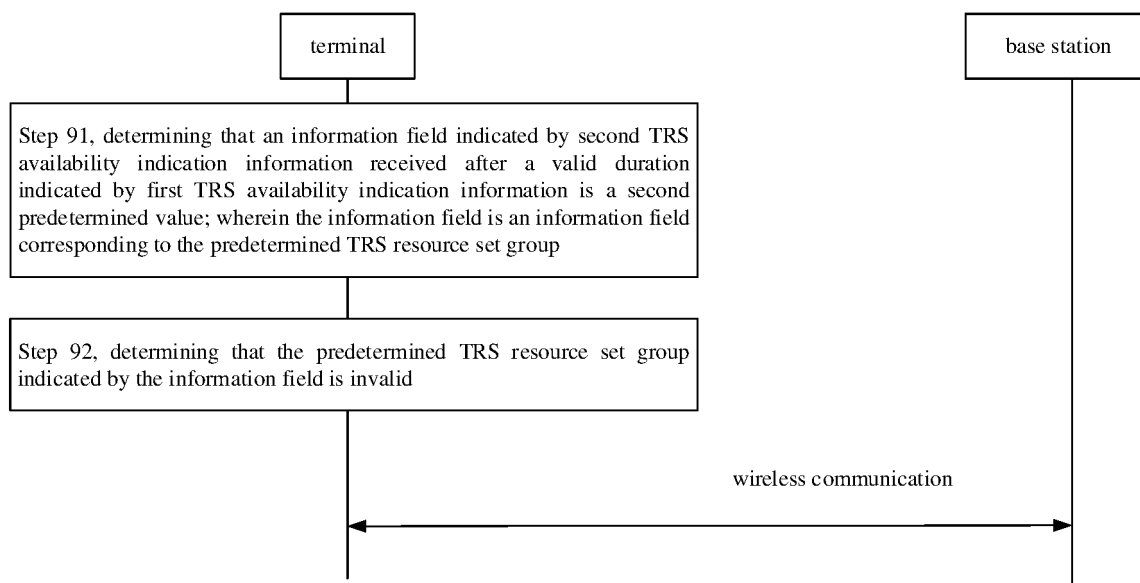 terminal
base station
Step 91, determining that an information field indicated by second TRS
availability indication information received after a valid duration
indicated by first TRS availability indication information is a second
predetermined value; wherein the information field is an information field
corresponding to the predetermined TRS resource set group
Step 92, determining that the predetermined TRS resource set group
indicated by the information field is invalid
wireless communication